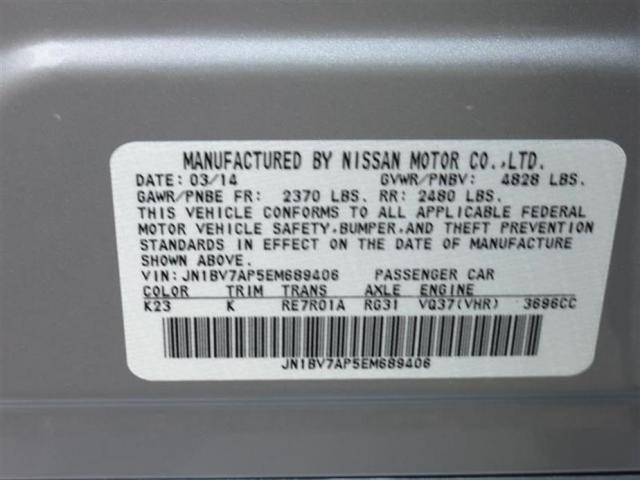 MANUFACTURED BY NISSAN MOTOR CO.,LTD.
DATE: 03/14 GVWR/PNBV: 4828 LBS.
GAWR/PNBE FR: 2370 LBS. RR: 2480 LBS.
THIS VEHICLE CONFORMS TO ALL APPLICABLE FEDERAL
MOTOR VEHICLE SAFETY,BUMPER,AND THEFT PREVENTION
STANDARDS IN EFFECT ON THE DATE OF MANUFACTURE
SHOWN ABOVE.
VIN: JN1BV7AP5EM689406 PASSENGER CAR
COLOR TRIM TRANS AXLE ENGINE
K23 K RE7R01A RG31 VQ37(VHR) 3696CC
JN1BV7AP5EM689406